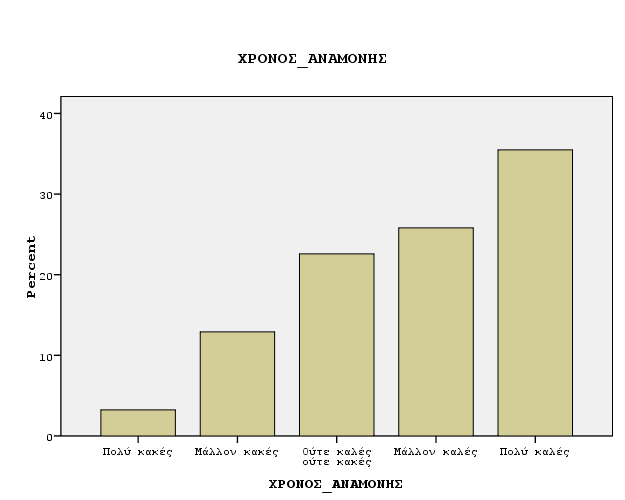 ΧΡΟΝΟΣ_ΑΝΑΜΟΝΗΣ
40
30
20
10
0
Percent
Πολύ κακές
Μάλλον κακές
Ούτε καλές
ούτε κακές
Μάλλον καλές
Πολύ καλές
ΧΡΟΝΟΣ_ΑΝΑΜΟΝΗΣ